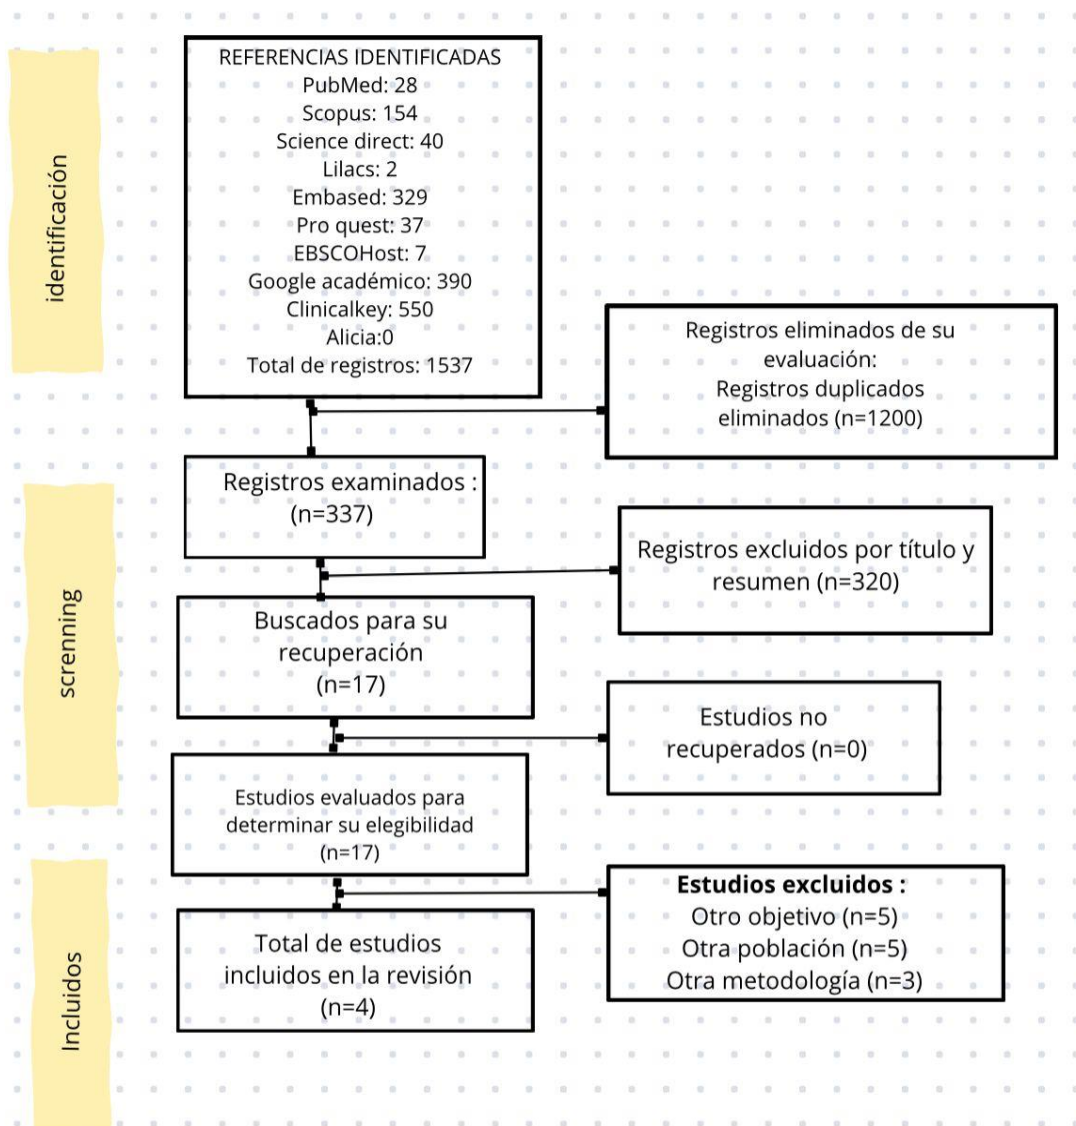 identificación
REFERENCIAS IDENTIFICADAS
PubMed: 28
Scopus: 154
Science direct: 40
Lilacs: 2
Embased: 329
Pro quest: 37
EBSCOHost: 7
Google académico: 390
Clinicalkey: 550
Alicia:0
Total de registros: 1537
Registros eliminados de su
evaluación:
Registros duplicados
eliminados (n=1200)
screnning
Registros examinados :
(n=337)
Registros excluidos por título y
resumen (n=320)
Buscados para su
recuperación
(n=17)
Estudios no
recuperados (n=0)
Estudios evaluados para
determinar su elegibilidad
(n=17)
Incluidos
Estudios excluidos :
Otro objetivo (n=5)
Otra población (n=5)
Otra metodología (n=3)
Total de estudios
incluidos en la revisión
(n=4)